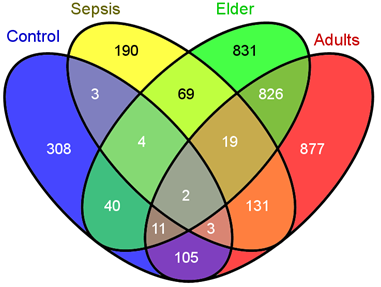 Sepsis Elder
Control Adults
190 831
3 69 826
308 4 19 877
2
40 131
11 3
105